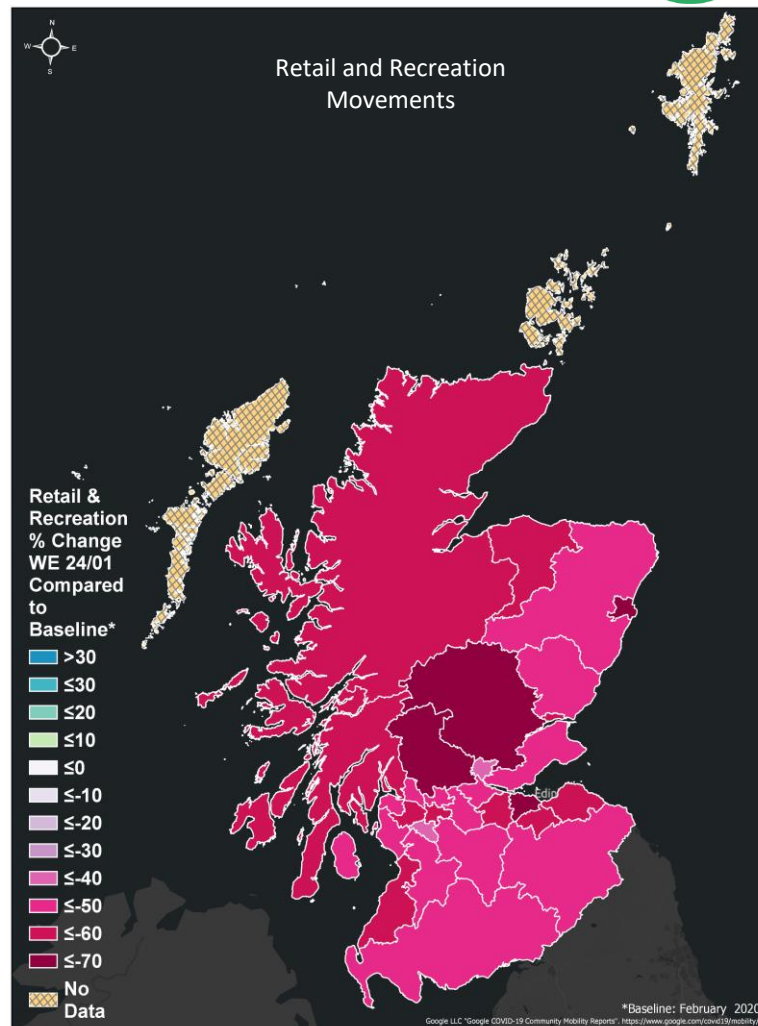 N
W
E
S
Retail and Recreation
Movements
Retail &
Recreation
% Change
WE 24/01
Compared
to
Baseline*
>30
≤30
≤20
≤10
≤0
≤-10
≤-20
≤-30
≤-40
≤-50
≤-60
≤-70
No
Data
Edin
*Baseline: February 2020
Google LLC "Google COVID-19 Community Mobility Reports". https://www.google.com/covid19/mobility/